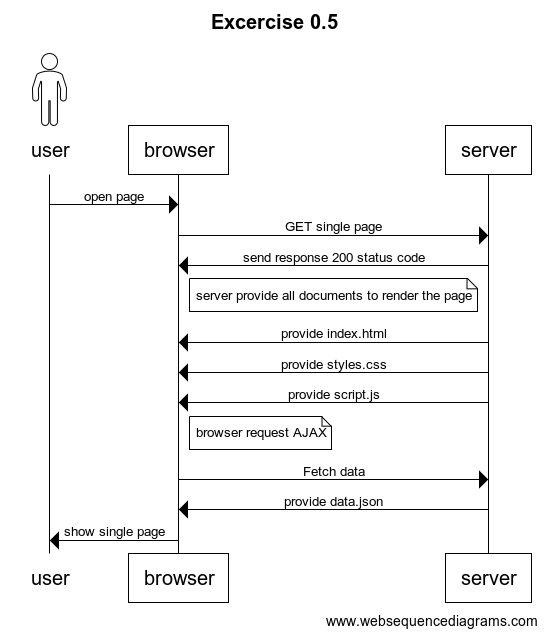 Excercise 0.5
user
browser
server
open page
GET single page
send response 200 status code
server provide all documents to render the page
provide index.html
provide styles.css
provide script.js
browser request AJAX
Fetch data
provide data.json
show single page
user
browser
server
www.websequencediagrams.com